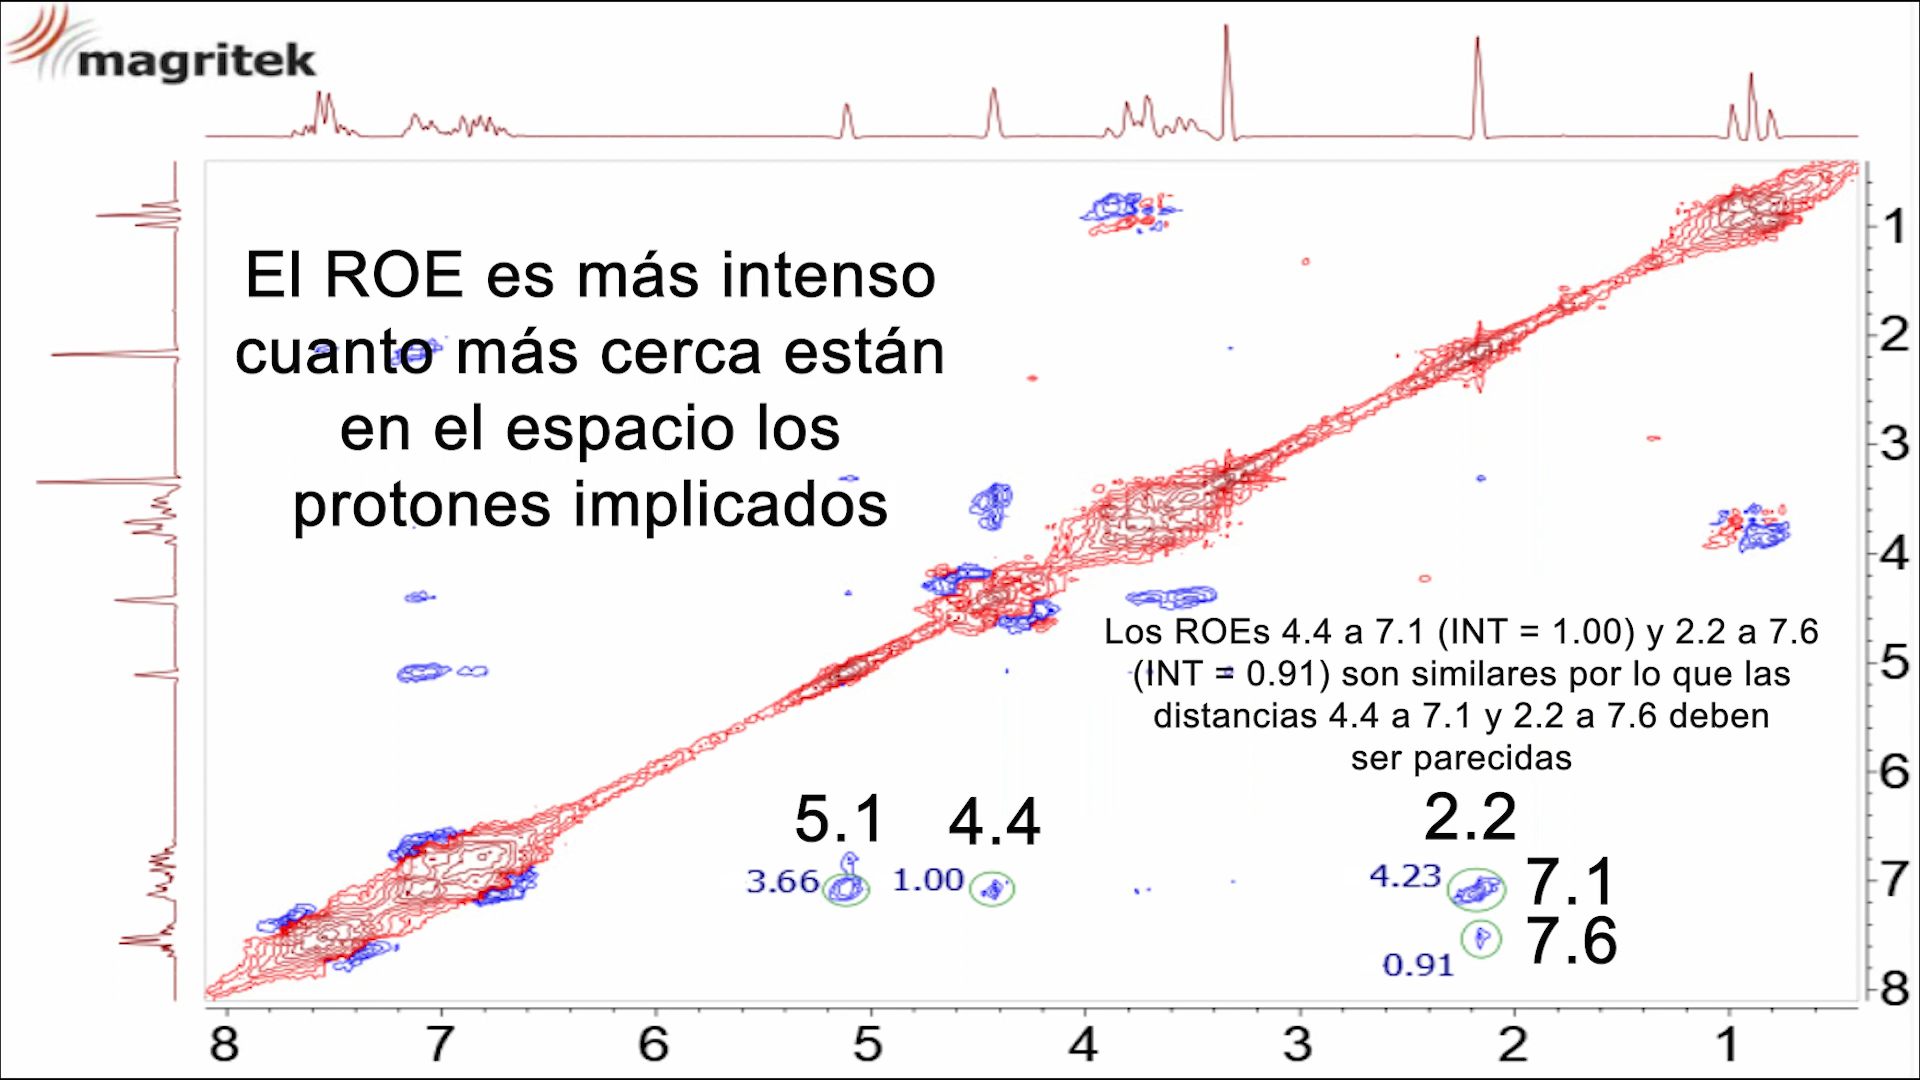 magritek
El ROE es más intenso
cuanto más cerca están
en el espacio los
protones implicados
Los ROEs 4.4 a 7.1 (INT = 1.00) y 2.2 a 7.6
(INT = 0.91) son similares por lo que las
distancias 4.4 a 7.1 y 2.2 a 7.6 deben
ser parecidas
5.1 4.4 2.2
3.66 1.00 4.23 7.1
7.6
0.91
1
2
3
4
5
6
7
8
8 7 6 5 4 3 2 1